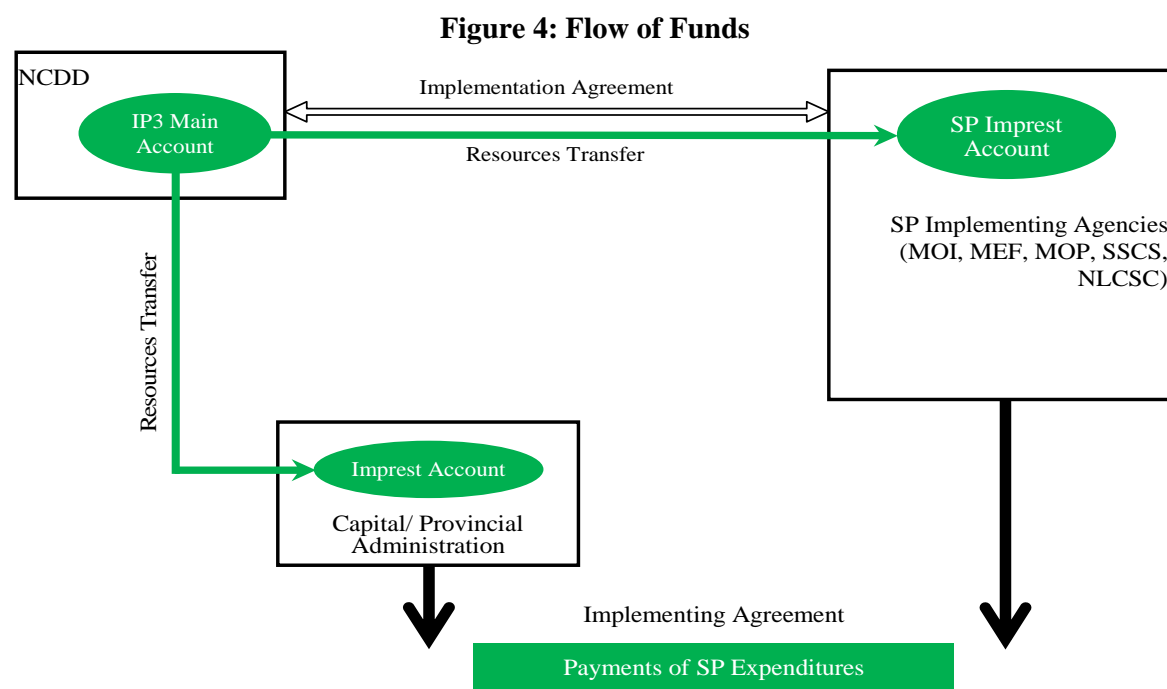 Figure 4: Flow of Funds
NCDD
Implementation Agreement
IP3 Main
Account
SP Imprest
Account
Resources Transfer
SP Implementing Agencies
(MOI, MEF, MOP, SSCS,
NLCSC)
Resources Transfer
Imprest Account
Capital/ Provincial
Administration
Implementing Agreement
Payments of SP Expenditures